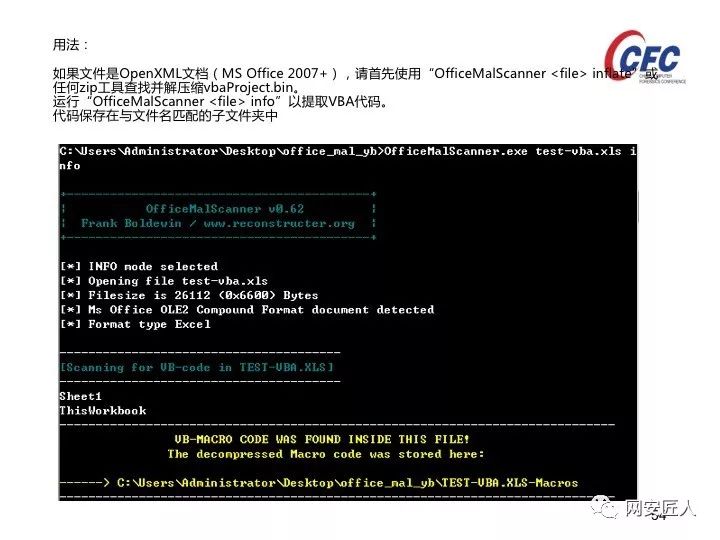 用法：
如果文件是OpenXML文档（MS Office 2007+），请首先使用“OfficeMalScanner <file> inflate”或
任何zip工具查找并解压缩vbaProject.bin。
运行“OfficeMalScanner <file> info”以提取VBA代码。
代码保存在与文件名匹配的子文件夹中
CFC
CHINA COMPUTER
FORENSICS CONFERENCE
C:\Users\Administrator\Desktop\office_mal_yb>OfficeMalScanner.exe test-vba.xls i
nfo
+------------------------------------------+
|           OfficeMalScanner v0.62         |
|  Frank Boldewin / www.reconstructer.org  |
+------------------------------------------+
[*] INFO mode selected
[*] Opening file test-vba.xls
[*] Filesize is 26112 (0x6600) Bytes
[*] Ms Office OLE2 Compound Format document detected
[*] Format type Excel
---------------------------------------
[Scanning for VB-code in TEST-VBA.XLS]
---------------------------------------
Sheet1
ThisWorkbook
-----------------------------------------------------------------------------
VB-MACRO CODE WAS FOUND INSIDE THIS FILE!
The decompressed Macro code was stored here:
------> C:\Users\Administrator\Desktop\office_mal_yb\TEST-VBA.XLS-Macros
-----------------------------------------------------------------------------
网安匠人
54